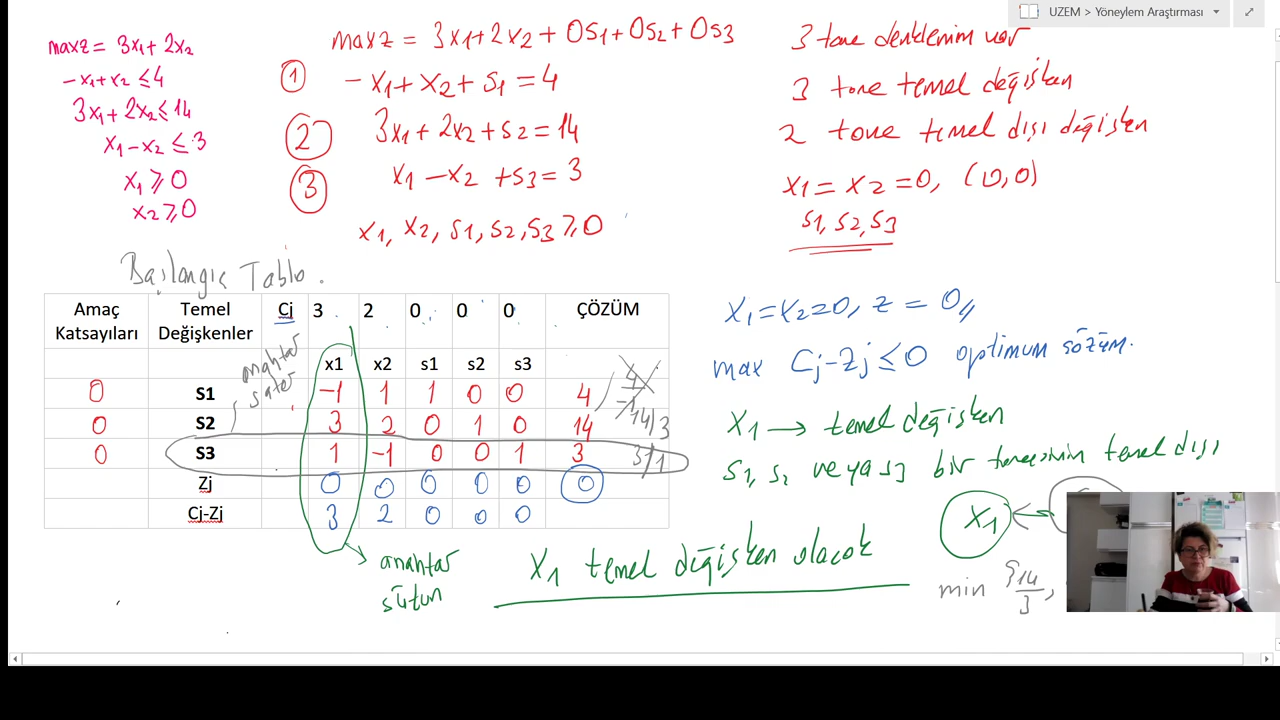 UZEM > Yöneylem Araştırması
maxz = 3x1+2x2
-x1+x2 ≤ 4
3x1+2x2 ≤ 14
x1-x2 ≤ 3
x1 ≥ 0
x2 ≥ 0
maxz = 3x1+2x2+0s1+0s2+0s3
1 -x1+x2+s1=4
2 3x1+2x2+s2=14
3 x1-x2 +s3=3
x1, x2, s1, s2, s3 ≥ 0
3 tane denklemim var
3 tane temel değişken
2 tane temel dışı değişken
x1 = x2 = 0, (0,0)
s1, s2, s3
Başlangıç Tablo.
Amaç Katsayıları Temel Değişkenler Cj 3 2 0 0 0 ÇÖZÜM
x1 x2 s1 s2 s3
0 S1 -1 1 1 0 0 4 4/-1
0 S2 3 2 0 1 0 14 14/3
0 S3 1 -1 0 0 1 3 3/1
Zj 0 0 0 0 0 0
Cj-Zj 3 2 0 0 0
anahtar
satır
anahtar
sütun
x1 temel değişken olacak
x1=x2=0, z = 0
max Cj-Zj ≤ 0 optimum çözüm.
x1 → temel değişken
s1, s2 veya s3 bir tanesinin temel dışı
x1
min {14/3,